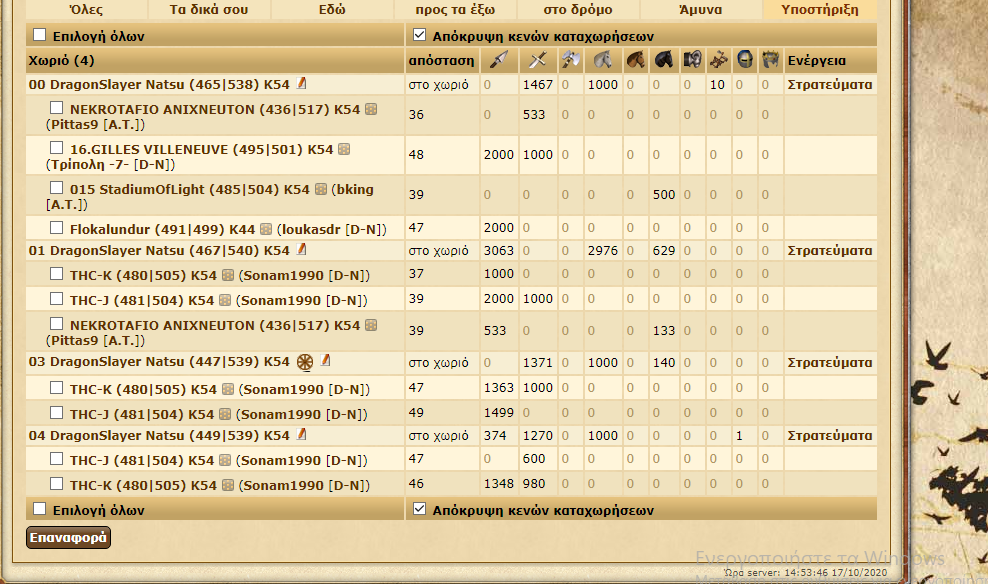 Όλες Τα δικά σου Εδώ προς τα έξω στο δρόμο Άμυνα Υποστήριξη
Επιλογή όλων Απόκρυψη κενών καταχωρήσεων
Χωριό (4) απόσταση Ενέργεια
00 DragonSlayer Natsu (465|538) K54 στο χωριό 0 1467 0 1000 0 0 0 10 0 0 Στρατεύματα
NEKROTAFIO ANIXNEUTON (436|517) K54
(Pittas9 [A.T.]) 36 0 533 0 0 0 0 0 0 0 0
16.GILLES VILLENEUVE (495|501) K54
(Τρίπολη -7- [D-N]) 48 2000 1000 0 0 0 0 0 0 0 0
015 StadiumOfLight (485|504) K54 (bking
[A.T.]) 39 0 0 0 0 0 500 0 0 0 0
Flokalundur (491|499) K44 (loukasdr [D-N]) 47 2000 0 0 0 0 0 0 0 0 0
01 DragonSlayer Natsu (467|540) K54 στο χωριό 3063 0 0 2976 0 629 0 0 0 0 Στρατεύματα
THC-K (480|505) K54 (Sonam1990 [D-N]) 37 1000 0 0 0 0 0 0 0 0 0
THC-J (481|504) K54 (Sonam1990 [D-N]) 39 2000 1000 0 0 0 0 0 0 0 0
NEKROTAFIO ANIXNEUTON (436|517) K54
(Pittas9 [A.T.]) 39 533 0 0 0 0 133 0 0 0 0
03 DragonSlayer Natsu (447|539) K54 στο χωριό 0 1371 0 1000 0 140 0 0 0 0 Στρατεύματα
THC-K (480|505) K54 (Sonam1990 [D-N]) 47 1363 1000 0 0 0 0 0 0 0 0
THC-J (481|504) K54 (Sonam1990 [D-N]) 49 1499 0 0 0 0 0 0 0 0 0
04 DragonSlayer Natsu (449|539) K54 στο χωριό 374 1270 0 1000 0 0 0 0 1 0 Στρατεύματα
THC-J (481|504) K54 (Sonam1990 [D-N]) 47 0 600 0 0 0 0 0 0 0 0
THC-K (480|505) K54 (Sonam1990 [D-N]) 46 1348 980 0 0 0 0 0 0 0 0
Επιλογή όλων Απόκρυψη κενών καταχωρήσεων
Επαναφορά
Ενεργοποιήστε τα Windows
Ώρα server: 14:53:46 17/10/2020